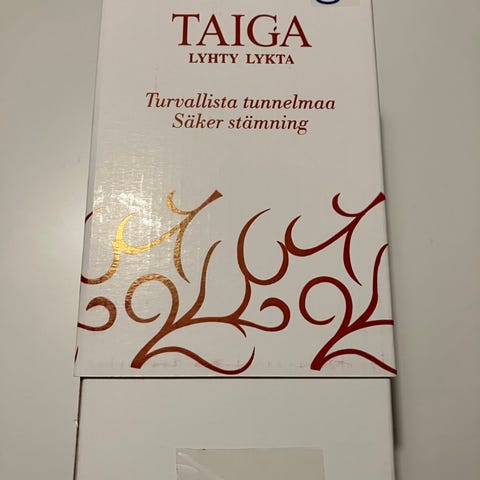 TAIGA
LYHTY LYKTA
Turvallista tunnelmaa
Säker stämning